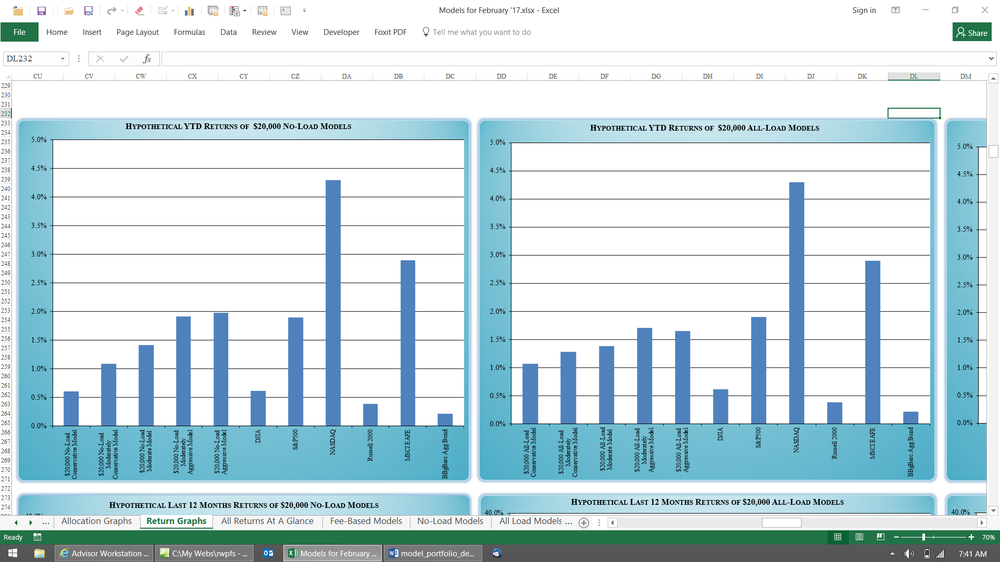 Models for February '17.xlsx - Excel
Sign in
File Home Insert Page Layout Formulas Data Review View Developer Foxit PDF Tell me what you want to do
Share
DL232
fx
CU CV CW CX CY CZ DA DB DC DD DE DF DG DH DI DJ DK DL DM
229
230
231
232
233
234
235
236
237
238
239
240
241
242
243
244
245
246
247
248
249
250
251
252
253
254
255
256
257
258
259
260
261
262
263
264
265
266
267
268
269
270
271
272
273
274
HYPOTHETICAL YTD RETURNS OF $20,000 NO-LOAD MODELS
5.0%
4.5%
4.0%
3.5%
3.0%
2.5%
2.0%
1.5%
1.0%
0.5%
0.0%
$20,000 No-Load
Conservative Model
$20,000 No-Load
Moderately
Conservative Model
$20,000 No-Load
Moderate Model
$20,000 No-Load
Moderately
Aggressive Model
$20,000 No-Load
Aggressive Model
DJIA
S&P500
NASDAQ
Russell 2000
MSCI EAFE
BBgBarc Agg Bond
HYPOTHETICAL YTD RETURNS OF $20,000 ALL-LOAD MODELS
5.0%
4.5%
4.0%
3.5%
3.0%
2.5%
2.0%
1.5%
1.0%
0.5%
0.0%
$20,000 All-Load
Conservative Model
$20,000 All-Load
Moderately
Conservative Model
$20,000 All-Load
Moderate Model
$20,000 All-Load
Moderately
Aggressive Model
$20,000 All-Load
Aggressive Model
DJIA
S&P500
NASDAQ
Russell 2000
MSCI EAFE
BBgBarc Agg Bond
5.0%
4.5%
4.0%
3.5%
3.0%
2.5%
2.0%
1.5%
1.0%
0.5%
0.0%
HYPOTHETICAL LAST 12 MONTHS RETURNS OF $20,000 NO-LOAD MODELS
HYPOTHETICAL LAST 12 MONTHS RETURNS OF $20,000 ALL-LOAD MODELS
40.0%
40.0%
... Allocation Graphs Return Graphs All Returns At A Glance Fee-Based Models No-Load Models All Load Models ...
Ready
70%
Advisor Workstation ...
C:\My Webs\rwpfs - ...
Models for February ...
model_portfolio_de...
7:41 AM